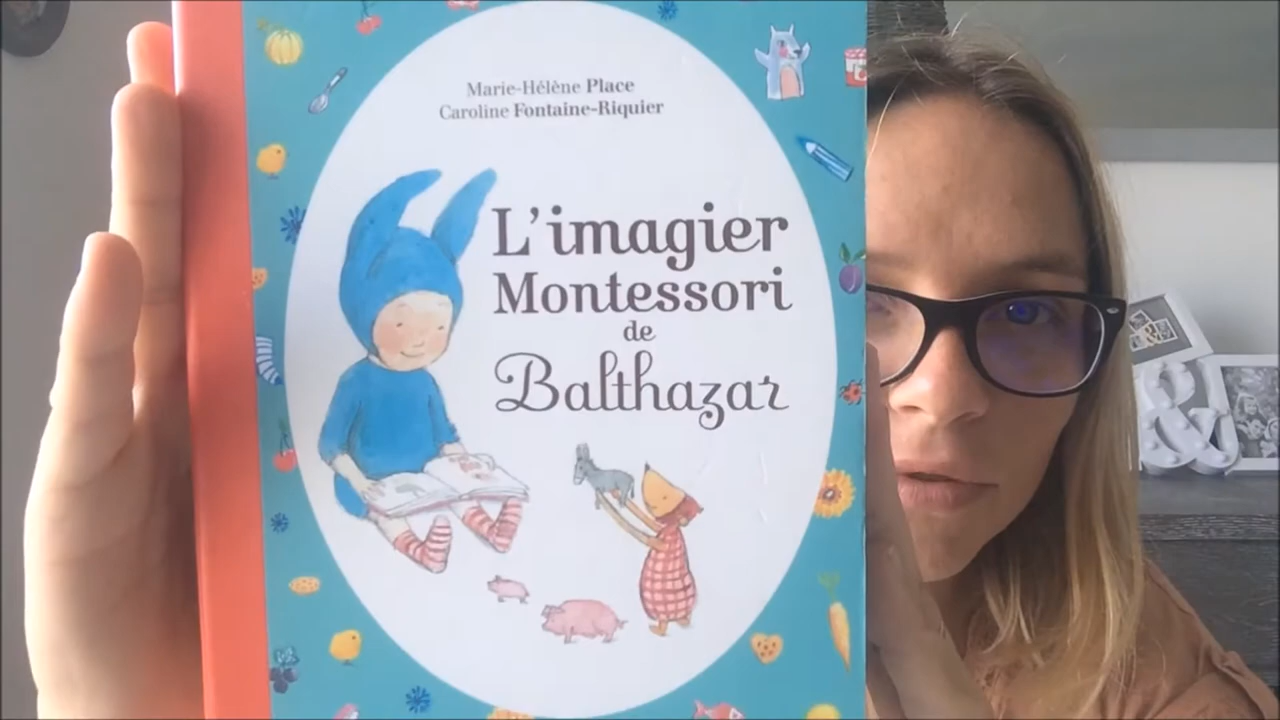 Marie-Hélène Place
Caroline Fontaine-Riquier
L'imagier
Montessori
de
Balthazar
&